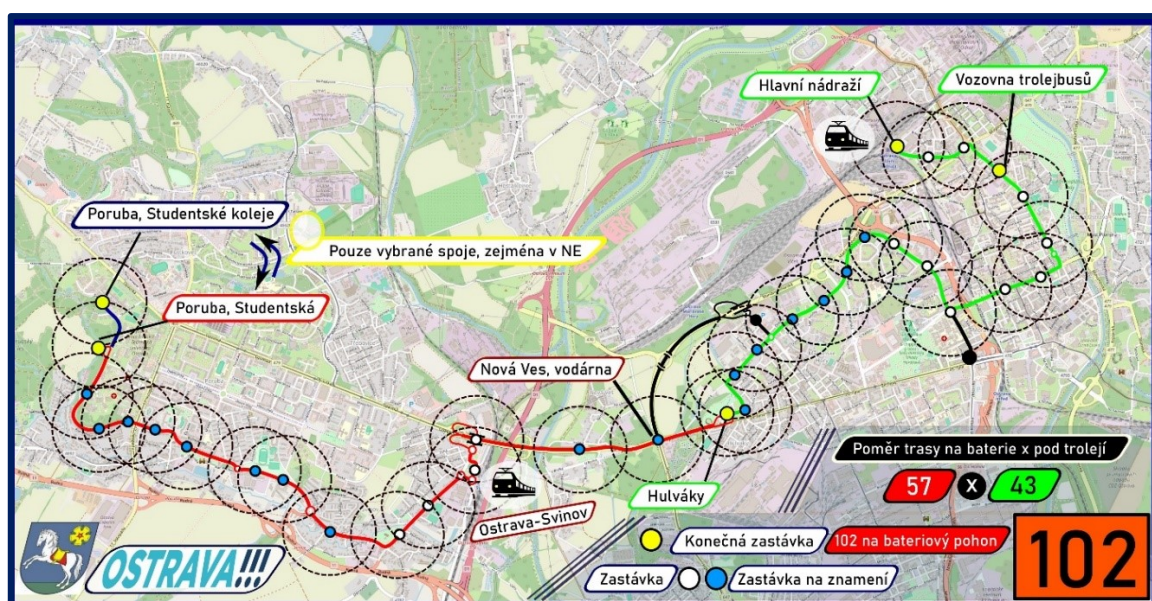 Hlavní nádraží
Vozovna trolejbusů
Poruba, Studentské koleje
Pouze vybrané spoje, zejména v NE
Poruba, Studentská
Nová Ves, vodárna
Poměr trasy na baterie x pod trolejí
57 X 43
Hulváky
Ostrava-Svinov
Konečná zastávka
102 na bateriový pohon
102
OSTRAVA!!!
Zastávka
Zastávka na znamení